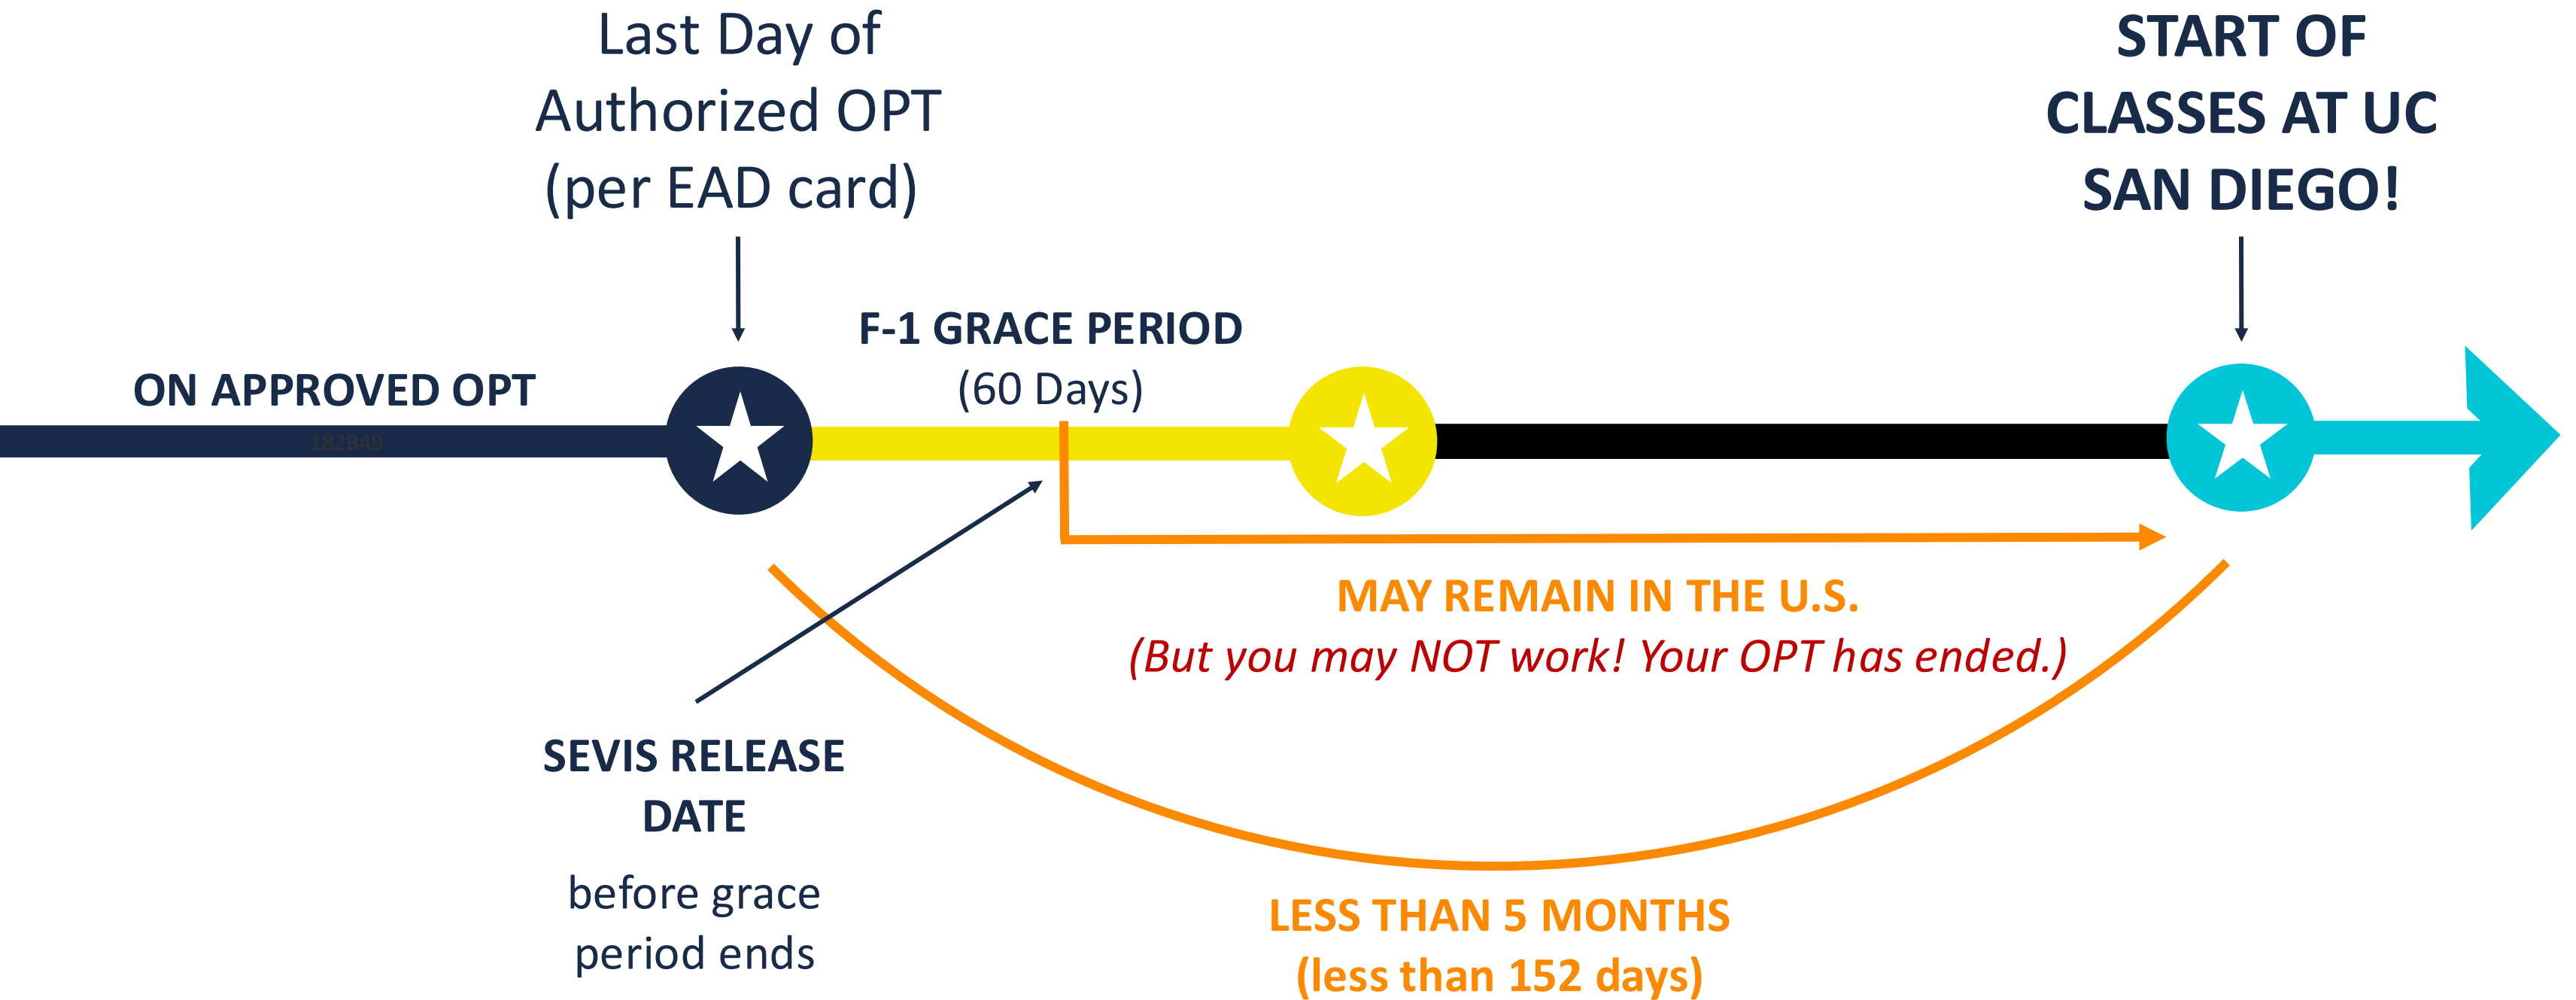 Last Day of
Authorized OPT
(per EAD card)
START OF
CLASSES AT UC
SAN DIEGO!
F-1 GRACE PERIOD
(60 Days)
ON APPROVED OPT
182B49
MAY REMAIN IN THE U.S.
(But you may NOT work! Your OPT has ended.)
SEVIS RELEASE
DATE
before grace
period ends
LESS THAN 5 MONTHS
(less than 152 days)